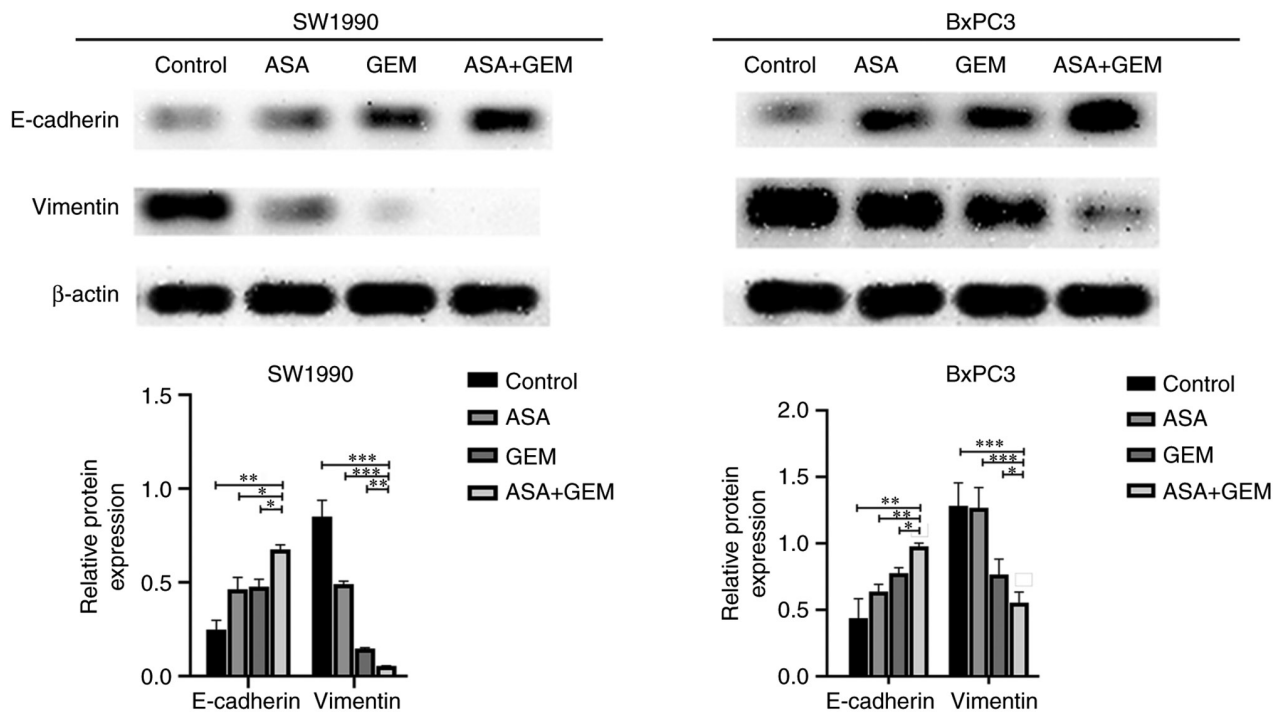 SW1990
BxPC3
Control ASA GEM ASA+GEM
Control ASA GEM ASA+GEM
E-cadherin
Vimentin
β-actin
SW1990
Control
ASA
GEM
ASA+GEM
Relative protein
expression
1.5
1.0
0.5
0.0
**
*
*
***
***
**
E-cadherin Vimentin
BxPC3
Control
ASA
GEM
ASA+GEM
Relative protein
expression
2.0
1.5
1.0
0.5
0.0
**
**
*
***
***
*
E-cadherin Vimentin